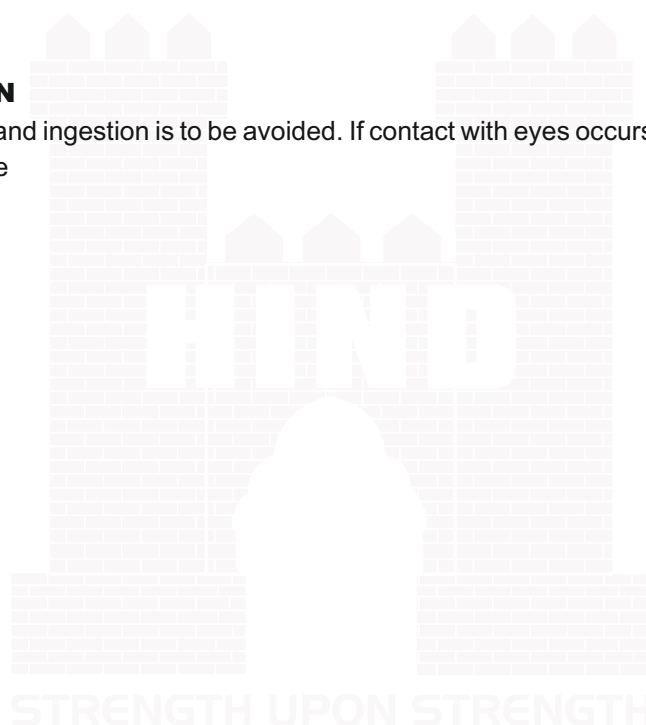 N
and ingestion is to be avoided. If contact with eyes occurs
e
HIND
STRENGTH UPON STRENGTH